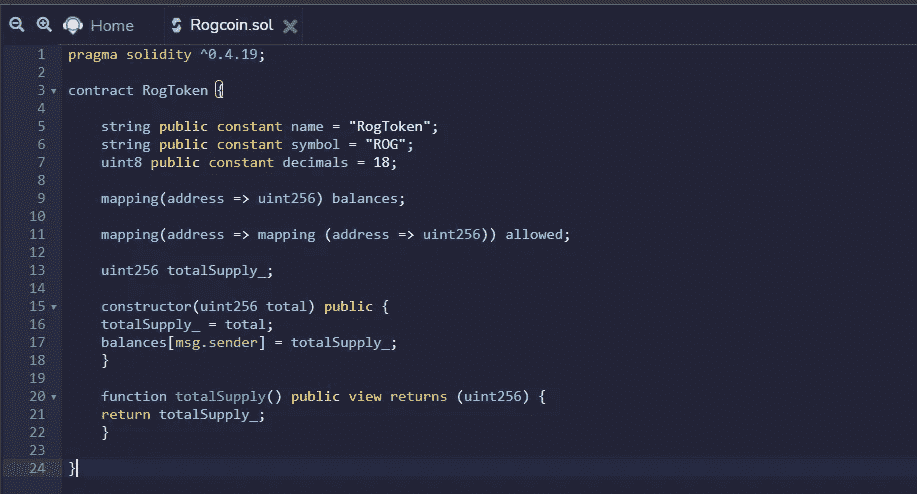 Home Rogcoin.sol
1 pragma solidity ^0.4.19;
2
3 contract RogToken {
4
5 string public constant name = "RogToken";
6 string public constant symbol = "ROG";
7 uint8 public constant decimals = 18;
8
9 mapping(address => uint256) balances;
10
11 mapping(address => mapping (address => uint256)) allowed;
12
13 uint256 totalSupply_;
14
15 constructor(uint256 total) public {
16 totalSupply_ = total;
17 balances[msg.sender] = totalSupply_;
18 }
19
20 function totalSupply() public view returns (uint256) {
21 return totalSupply_;
22 }
23
24 }